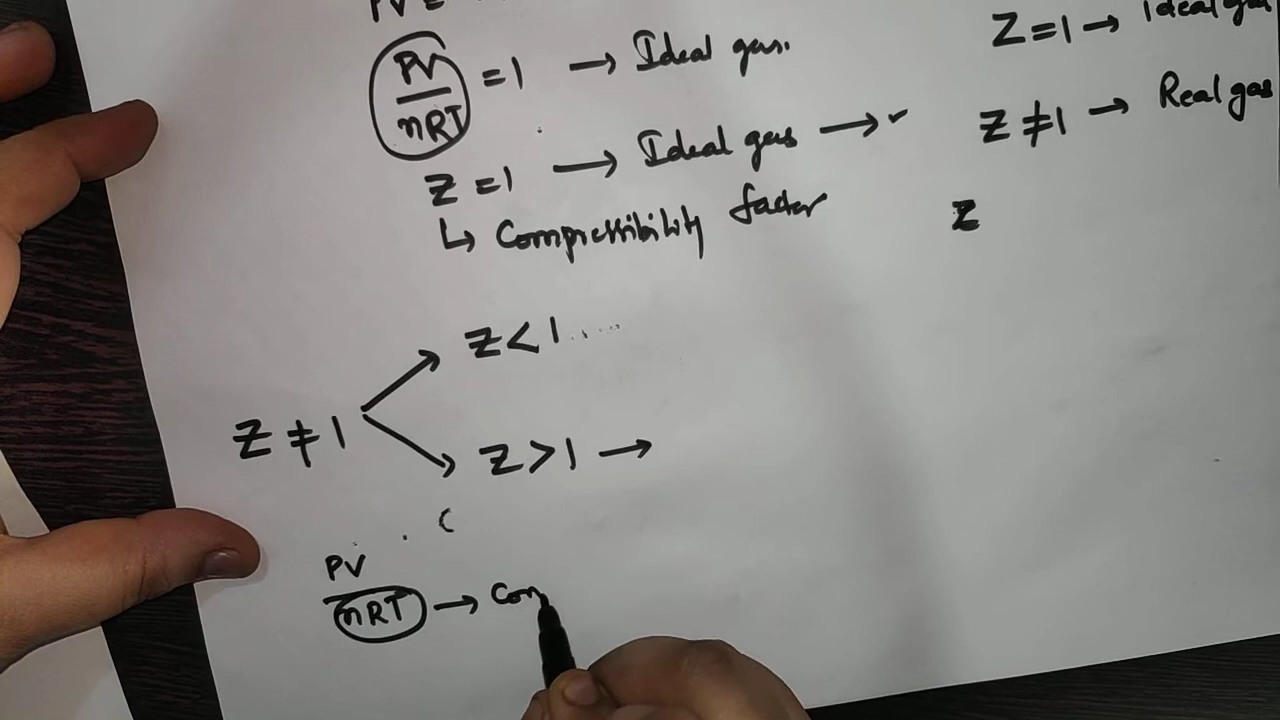 PV =
PV/nRT = 1 → Ideal gas.
Z = 1 → Ideal gas →
↳ Compressibility factor
Z = 1 → Ideal gas
Z ≠ 1 → Real gas
Z
Z ≠ 1
Z < 1 ....
Z > 1 →
PV/nRT → Con